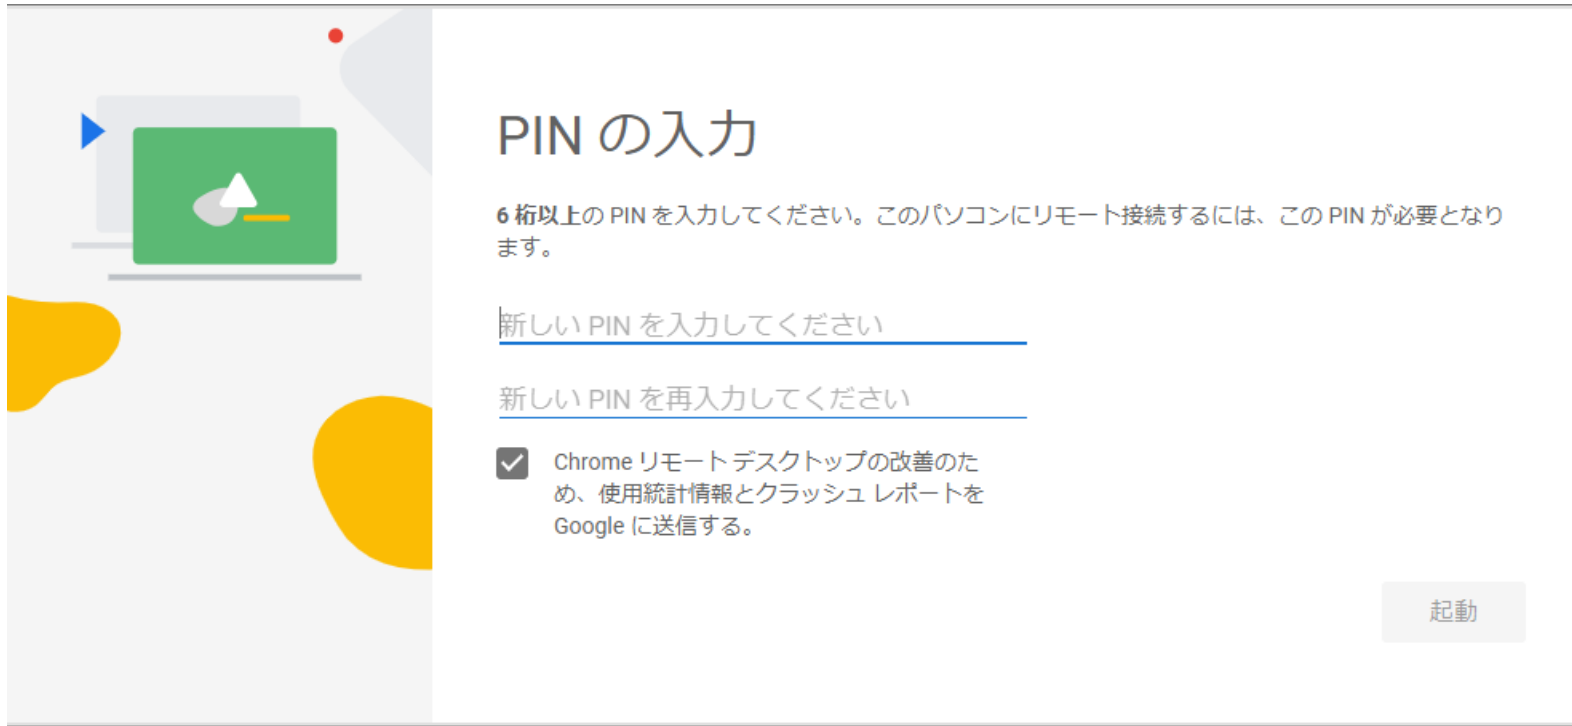 PIN の入力
6 桁以上の PIN を入力してください。このパソコンにリモート接続するには、この PIN が必要となり
ます。
新しい PIN を入力してください
新しい PIN を再入力してください
Chrome リモート デスクトップの改善のた
め、使用統計情報とクラッシュ レポートを
Google に送信する。
起動